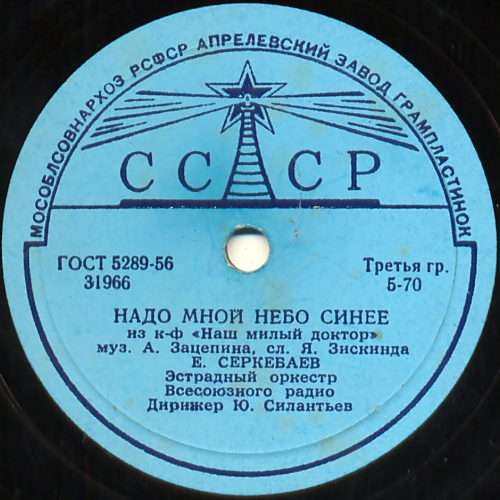 МОСОБЛСОВНАРХОЗ РСФСР АПРЕЛЕВСКИЙ ЗАВОД ГРАМПЛАСТИНОК
СССР
ГОСТ 5289-56
31966
Третья гр.
5-70
НАДО МНОЙ НЕБО СИНЕЕ
из к-ф «Наш милый доктор»
муз. А. Зацепина, сл. Я. Зискинда
Е. СЕРКЕБАЕВ
Эстрадный оркестр
Всесоюзного радио
Дирижер Ю. Силантьев